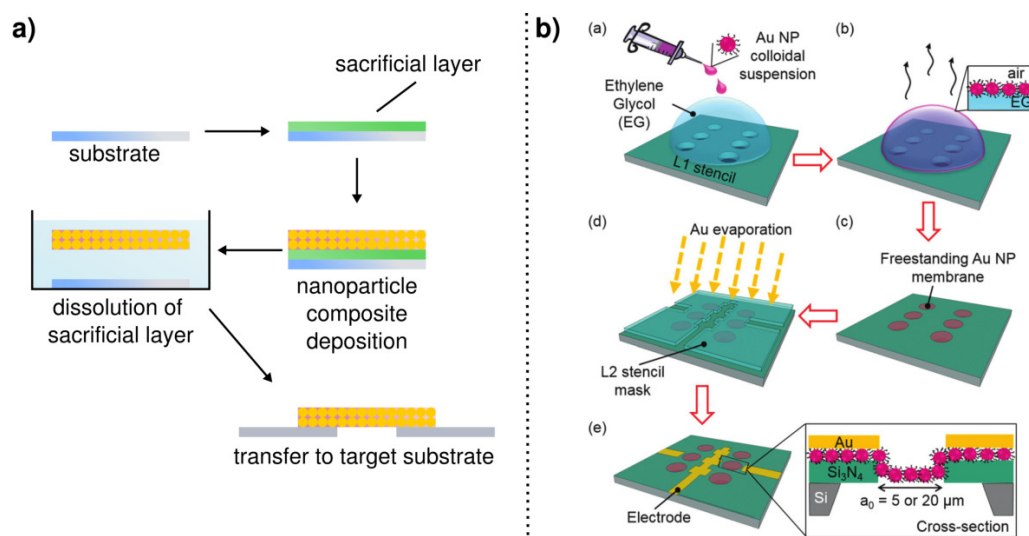 a)
sacrificial layer
substrate
dissolution of
sacrificial layer
nanoparticle
composite
deposition
transfer to target substrate
b)
(a)
Au NP
colloidal
suspension
Ethylene
Glycol
(EG)
L1 stencil
(b)
air
EG
(d)
Au evaporation
L2 stencil
mask
(c)
Freestanding Au NP
membrane
(e)
Electrode
Au
Si₃N₄
Si
a₀ = 5 or 20 µm
Cross-section